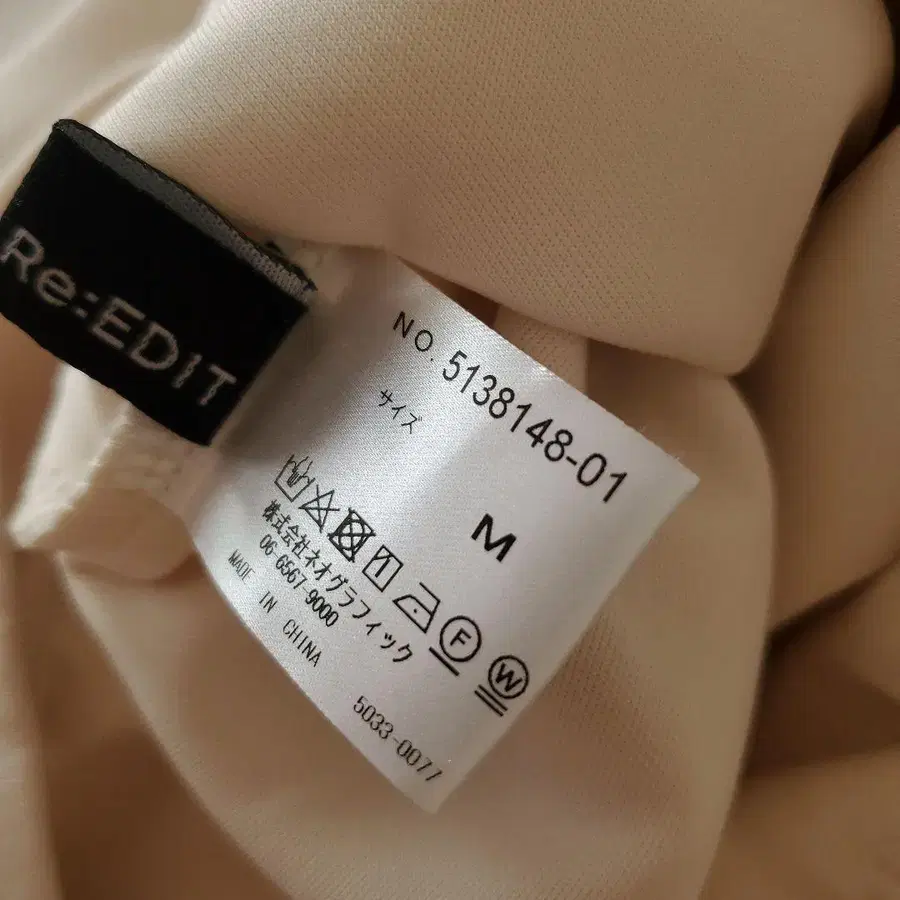 Re:EDIT
NO. 5138148-01
サイズ
M
F
W
株式会社ネオグラフィック
06-6567-9000
MADE IN CHINA
5033-0077